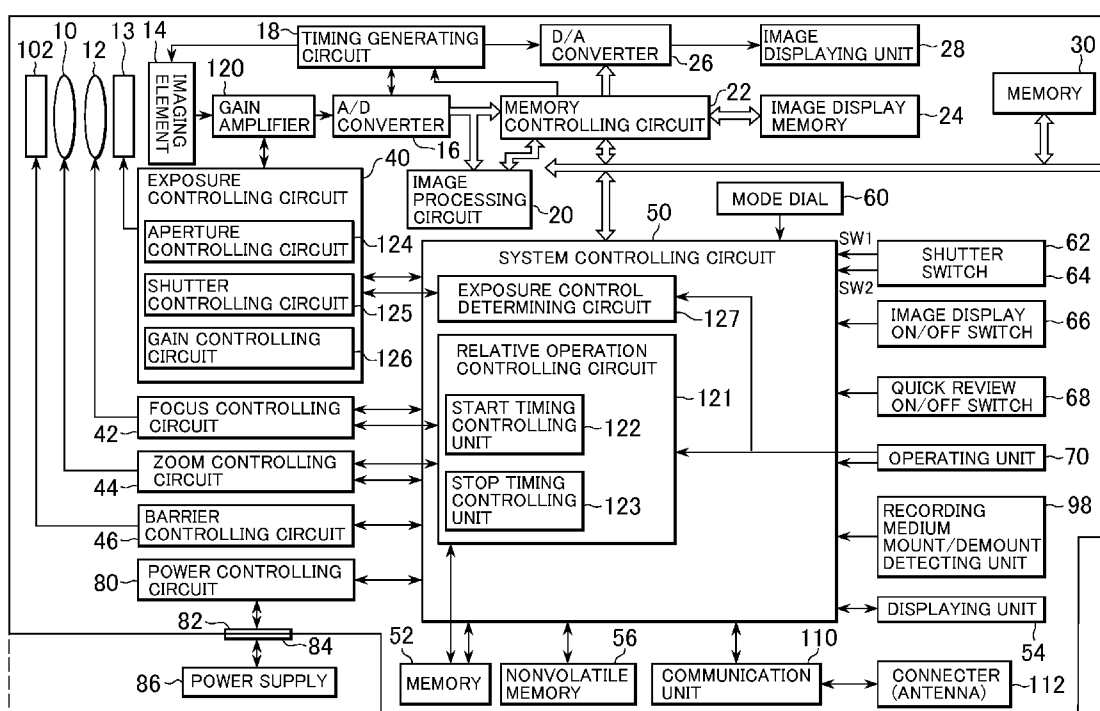 102
10
12
13
14
IMAGING
ELEMENT
120
GAIN
AMPLIFIER
18
TIMING GENERATING
CIRCUIT
A/D
CONVERTER
16
D/A
CONVERTER
26
IMAGE
DISPLAYING UNIT
28
30
MEMORY
MEMORY
CONTROLLING CIRCUIT
22
IMAGE DISPLAY
MEMORY
24
IMAGE
PROCESSING
CIRCUIT
20
40
EXPOSURE
CONTROLLING CIRCUIT
APERTURE
CONTROLLING CIRCUIT
124
SHUTTER
CONTROLLING CIRCUIT
125
GAIN CONTROLLING
CIRCUIT
126
MODE DIAL
60
50
SYSTEM CONTROLLING CIRCUIT
EXPOSURE CONTROL
DETERMINING CIRCUIT
127
RELATIVE OPERATION
CONTROLLING CIRCUIT
121
START TIMING
CONTROLLING
UNIT
122
STOP TIMING
CONTROLLING
UNIT
123
SW1
SW2
SHUTTER
SWITCH
62
64
IMAGE DISPLAY
ON/OFF SWITCH
66
QUICK REVIEW
ON/OFF SWITCH
68
OPERATING UNIT
70
RECORDING
MEDIUM
MOUNT/DEMOUNT
DETECTING UNIT
98
DISPLAYING UNIT
54
FOCUS CONTROLLING
CIRCUIT
42
ZOOM CONTROLLING
CIRCUIT
44
BARRIER
CONTROLLING CIRCUIT
46
POWER CONTROLLING
CIRCUIT
80
82
84
POWER SUPPLY
86
52
MEMORY
56
NONVOLATILE
MEMORY
110
COMMUNICATION
UNIT
CONNECTER
(ANTENNA)
112